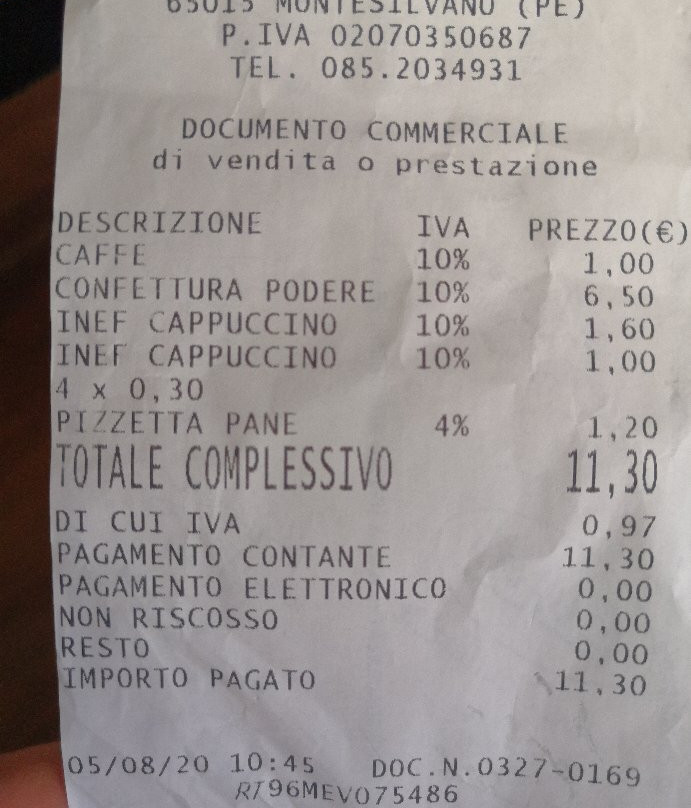 65015 MONTESILVANO (PE)
P.IVA 02070350687
TEL. 085.2034931
DOCUMENTO COMMERCIALE
di vendita o prestazione
DESCRIZIONE IVA PREZZO(€)
CAFFE 10% 1,00
CONFETTURA PODERE 10% 6,50
INEF CAPPUCCINO 10% 1,60
INEF CAPPUCCINO 10% 1,00
4 x 0,30
PIZZETTA PANE 4% 1,20
TOTALE COMPLESSIVO 11,30
DI CUI IVA 0,97
PAGAMENTO CONTANTE 11,30
PAGAMENTO ELETTRONICO 0,00
NON RISCOSSO 0,00
RESTO 0,00
IMPORTO PAGATO 11,30
05/08/20 10:45 DOC.N.0327-0169
RT96MEV075486